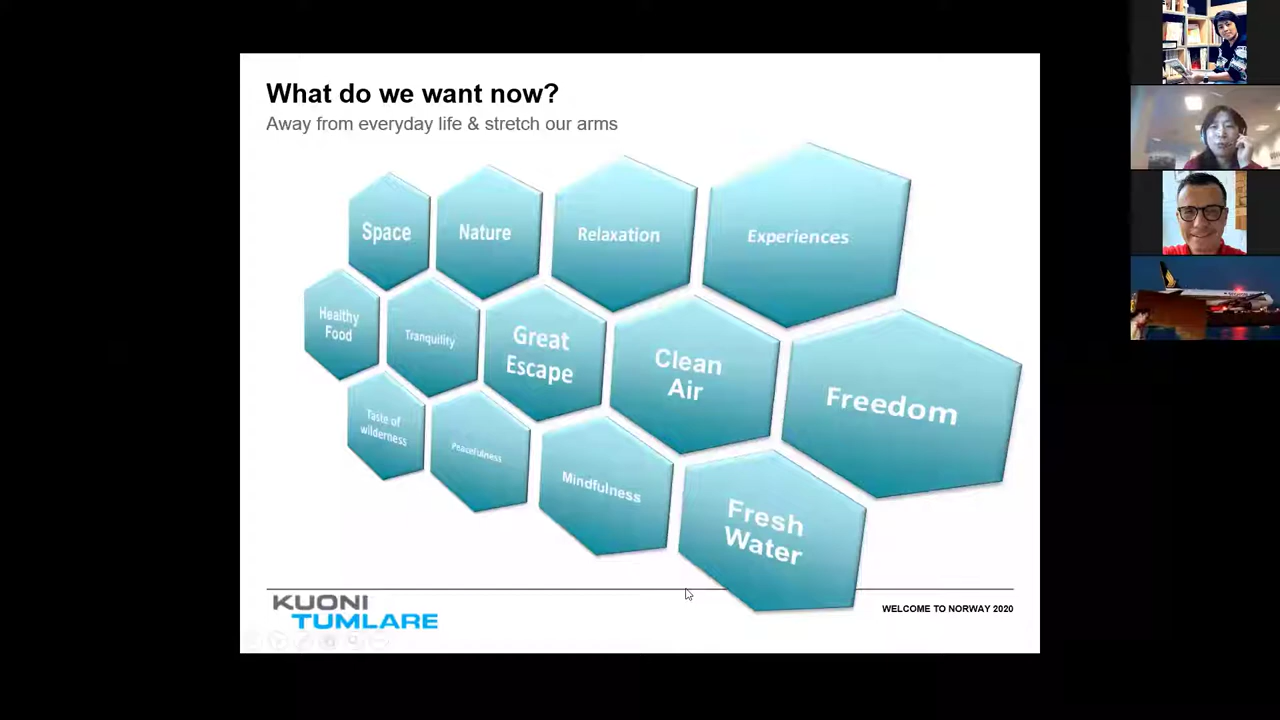 What do we want now?
Away from everyday life & stretch our arms
Space
Nature
Relaxation
Experiences
Healthy
Food
Tranquility
Great
Escape
Clean
Air
Freedom
Taste of
wilderness
Peacefulness
Mindfulness
Fresh
Water
KUONI
TUMLARE
WELCOME TO NORWAY 2020